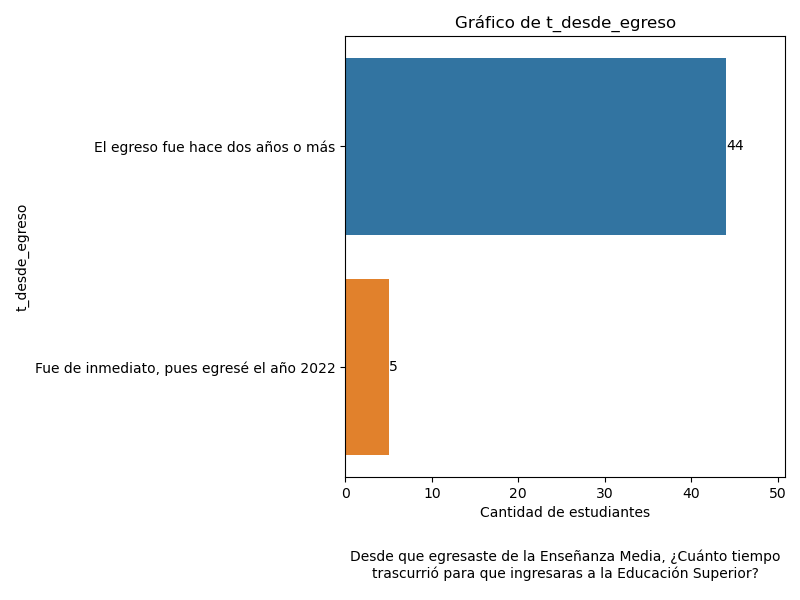 Gráfico de t_desde_egreso
t_desde_egreso
El egreso fue hace dos años o más
44
Fue de inmediato, pues egresé el año 2022
5
0 10 20 30 40 50
Cantidad de estudiantes
Desde que egresaste de la Enseñanza Media, ¿Cuánto tiempo
trascurrió para que ingresaras a la Educación Superior?